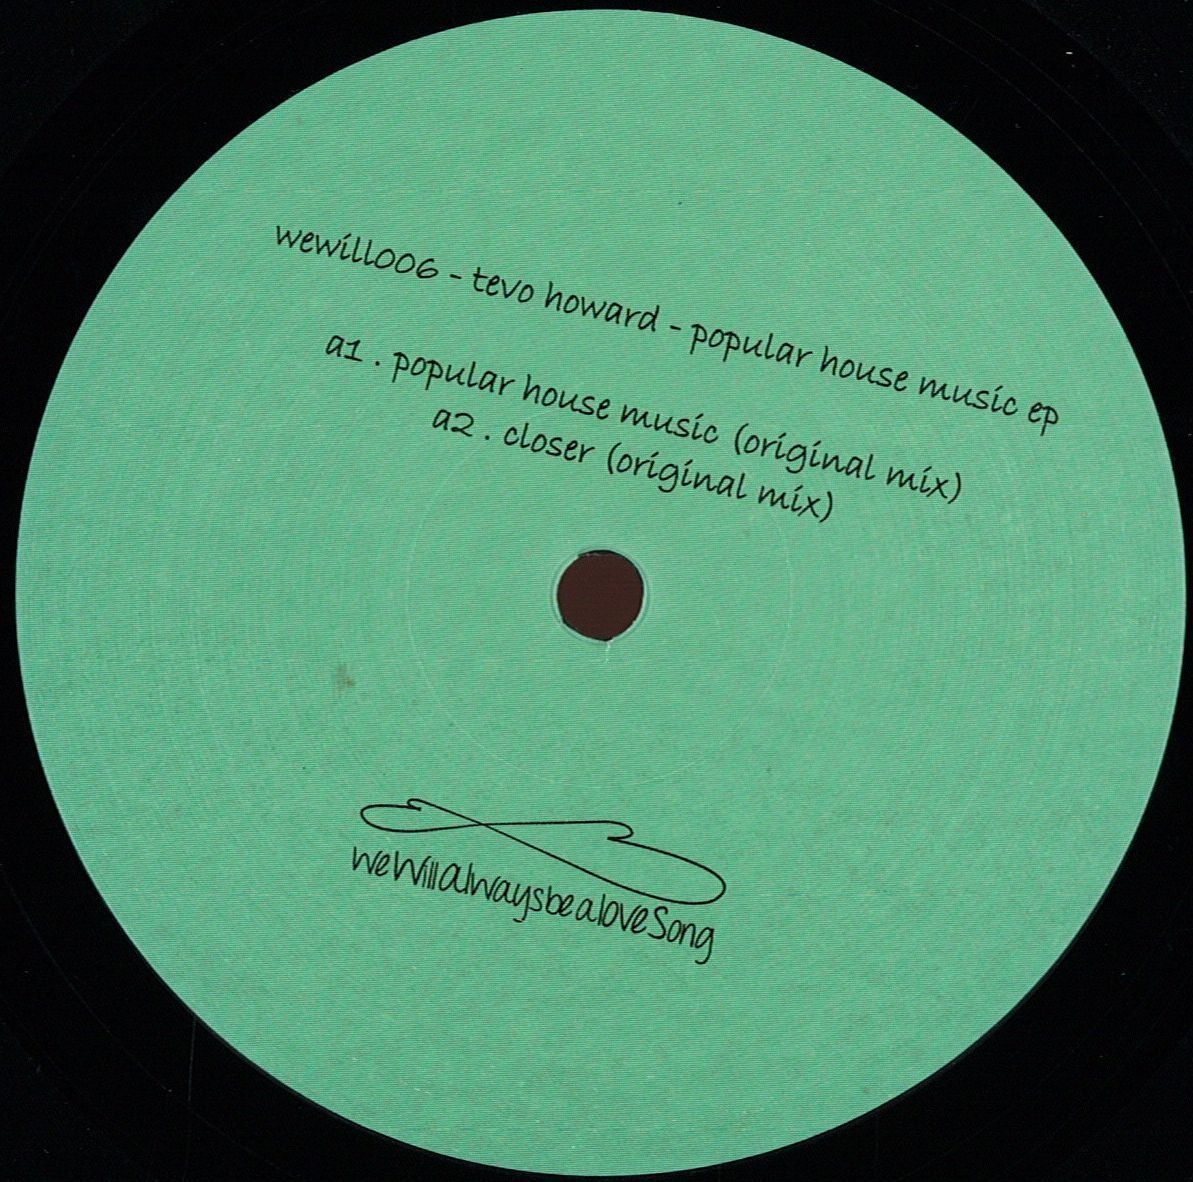 wewill006 - tevo howard - popular house music ep
a1 . popular house music (original mix)
a2 . closer (original mix)
weWillAlwaysbealoveSong